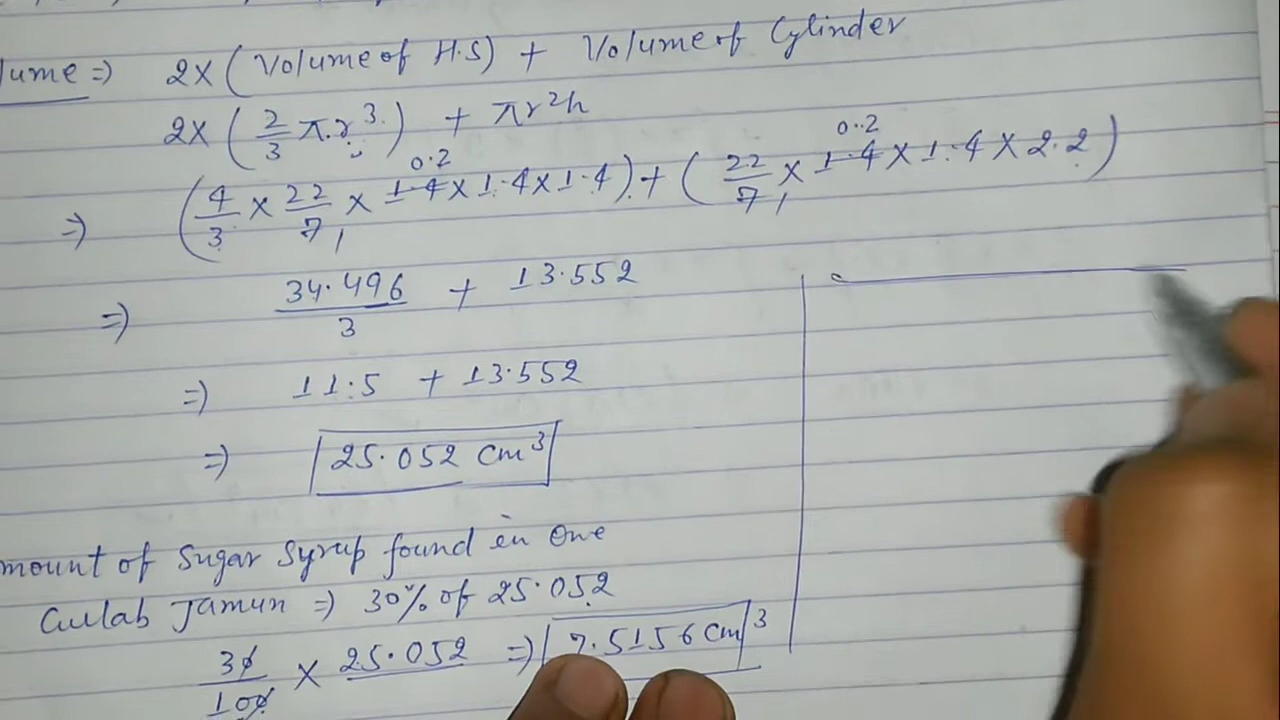 lume => 2x (Volume of H.S) + Volume of Cylinder
2x (2/3 π.r³.) + πr²h
0.2 0.2
=> (4/3 x 22/7 1 x 1.4 x 1.4 x 1.4) + (22/7 1 x 1.4 x 1.4 x 2.2)
=> 34.496/3 + 13.552
=> 11.5 + 13.552
=> 25.052 cm³
mount of Sugar Syrup found in One
Gulab Jamun => 30% of 25.052
30/100 x 25.052 => 7.5156 cm³